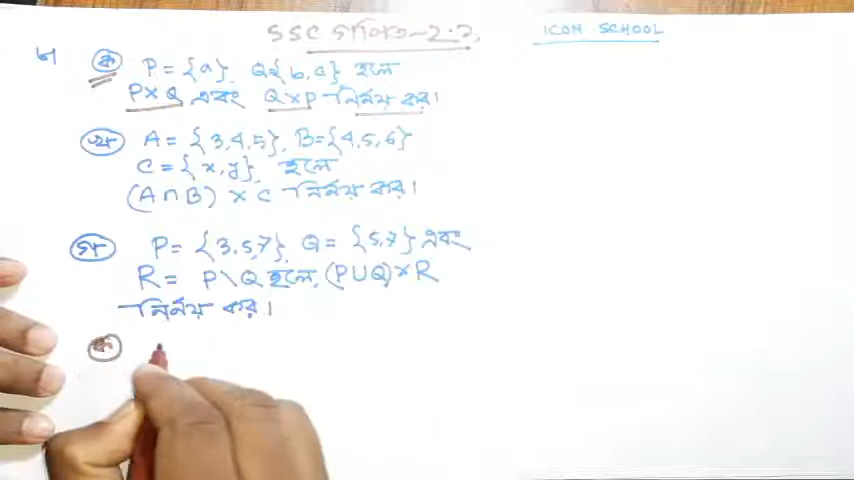 SSC গণিত-2.2, ICON SCHOOL
৮। ক P = {a}, Q={b, c} হলে
P×Q এবং Q×P নির্ণয় কর।
খ A = {3,4,5}, B={4,5,6}
C = {x,y}, হলে
(A∩B) × C নির্ণয় কর।
গ P = {3,5,7}, Q = {5,7} এবং
R = P\Q হলে, (P∪Q)×R
নির্ণয় কর।
ক